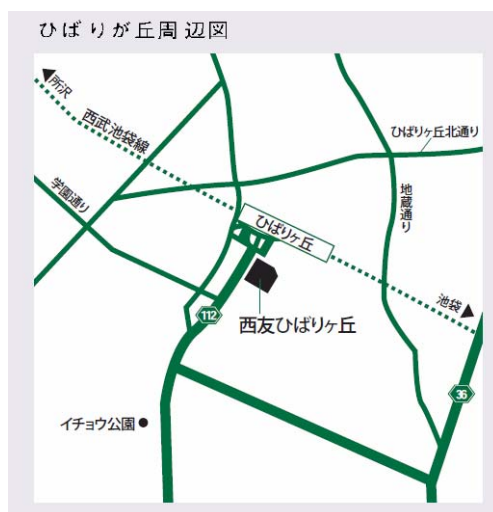 ひばりが丘周辺図
所沢
西武池袋線
ひばりヶ丘北通り
学園通り
地蔵通り
ひばりヶ丘
池袋
112
西友ひばりヶ丘
36
イチョウ公園